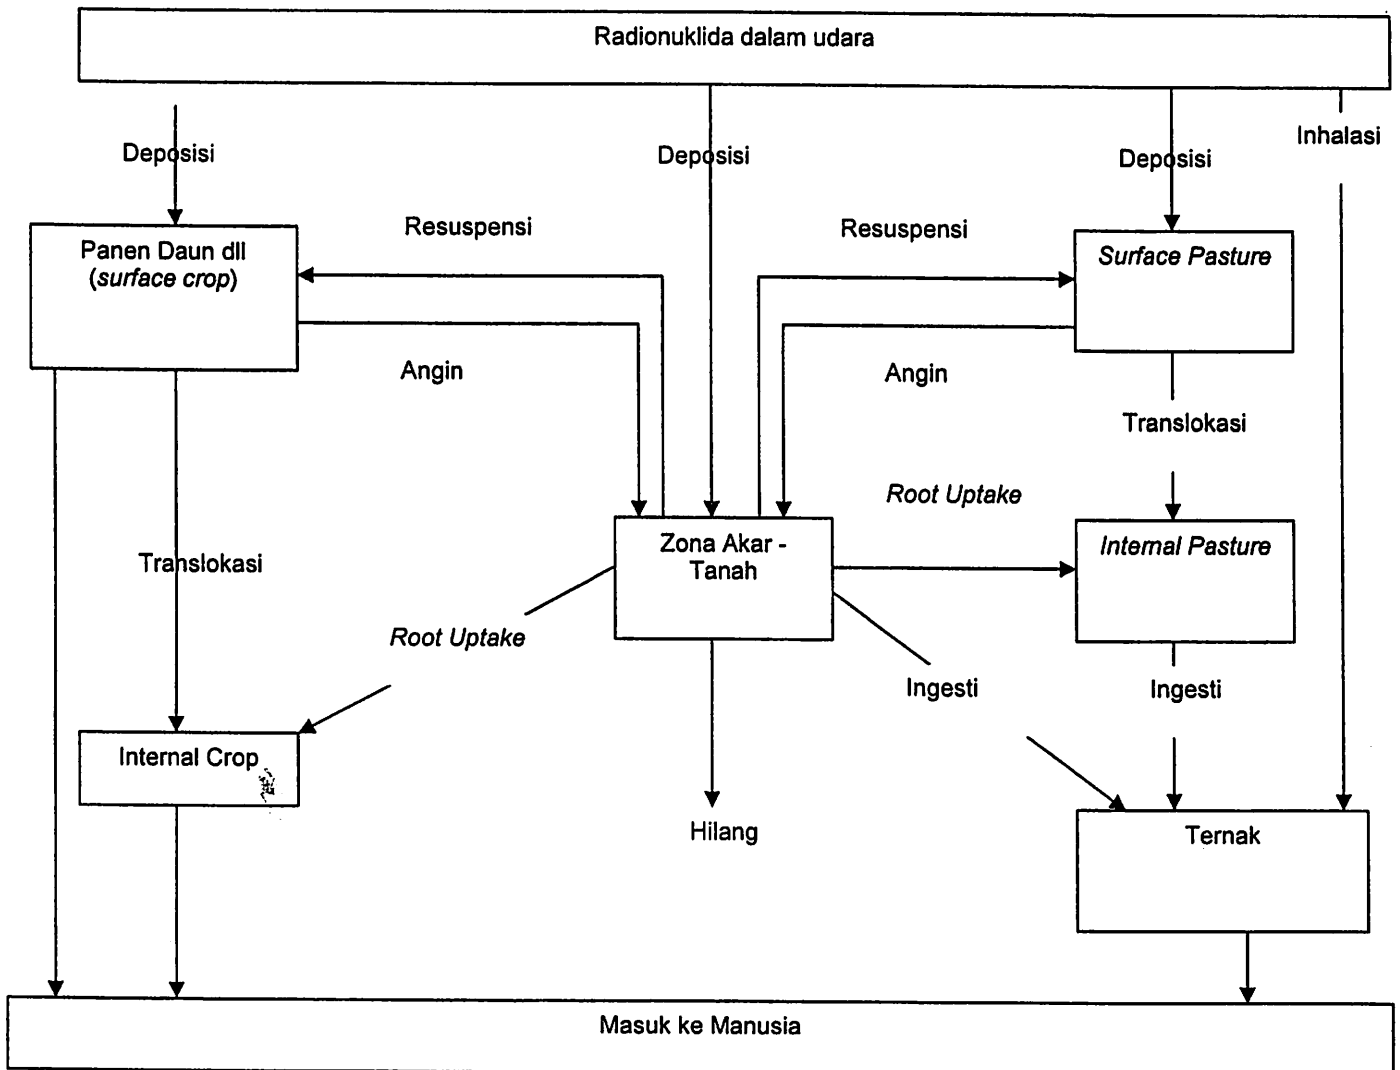 Radionuklida dalam udara
Inhalasi
Deposisi
Deposisi
Deposisi
Resuspensi
Resuspensi
Panen Daun dll
(surface crop)
Surface Pasture
Angin
Angin
Translokasi
Root Uptake
Zona Akar -
Tanah
Internal Pasture
Translokasi
Root Uptake
Ingesti
Ingesti
Internal Crop
Hilang
Ternak
Masuk ke Manusia